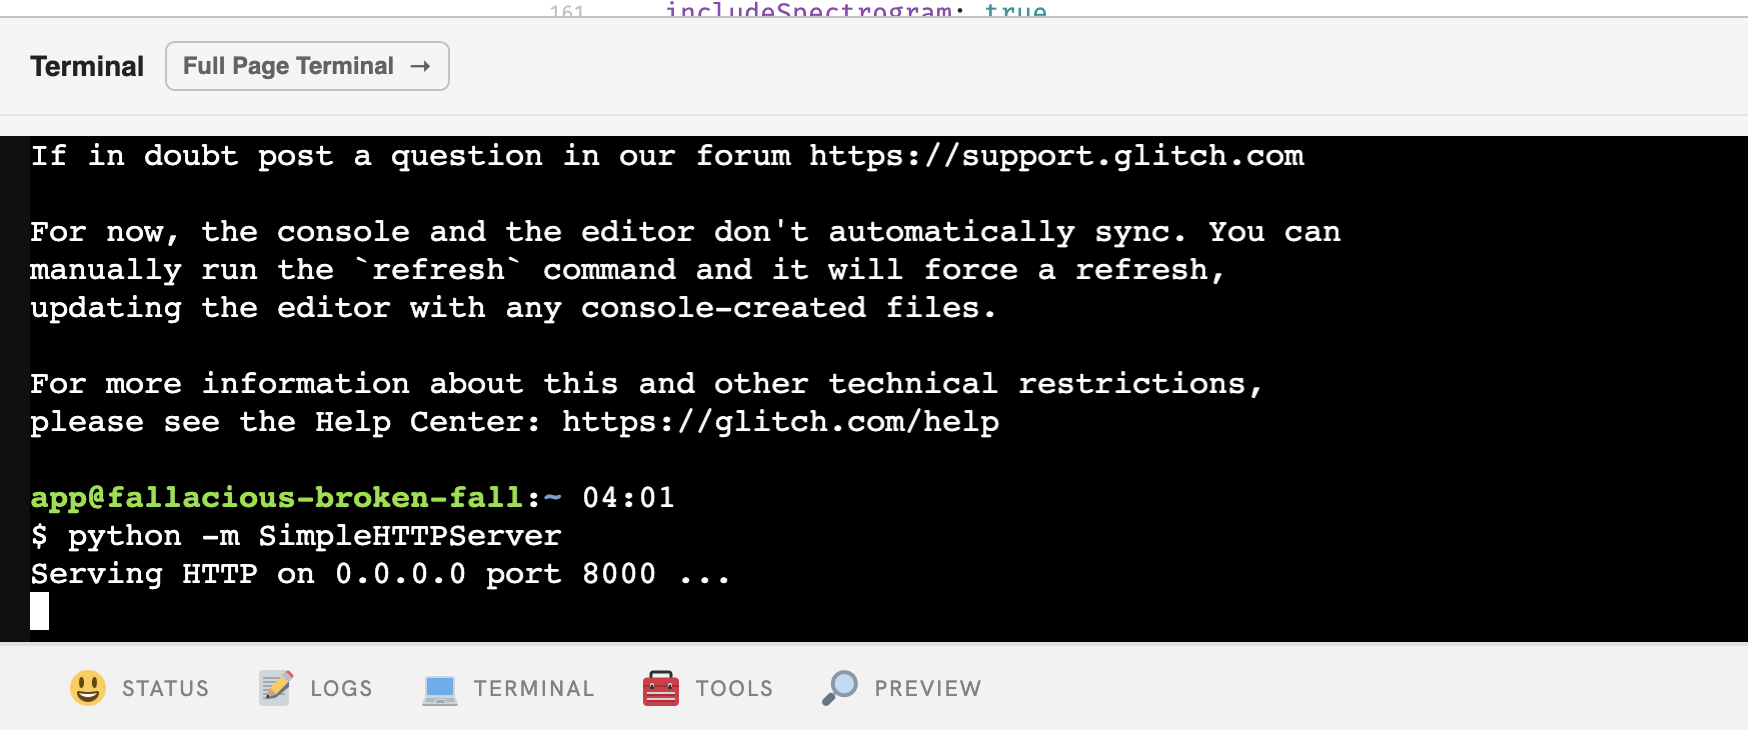 161 includeSpectrogram: true
Terminal
Full Page Terminal →
If in doubt post a question in our forum https://support.glitch.com
For now, the console and the editor don't automatically sync. You can
manually run the `refresh` command and it will force a refresh,
updating the editor with any console-created files.
For more information about this and other technical restrictions,
please see the Help Center: https://glitch.com/help
app@fallacious-broken-fall:~ 04:01
$ python -m SimpleHTTPServer
Serving HTTP on 0.0.0.0 port 8000 ...
STATUS
LOGS
TERMINAL
TOOLS
PREVIEW